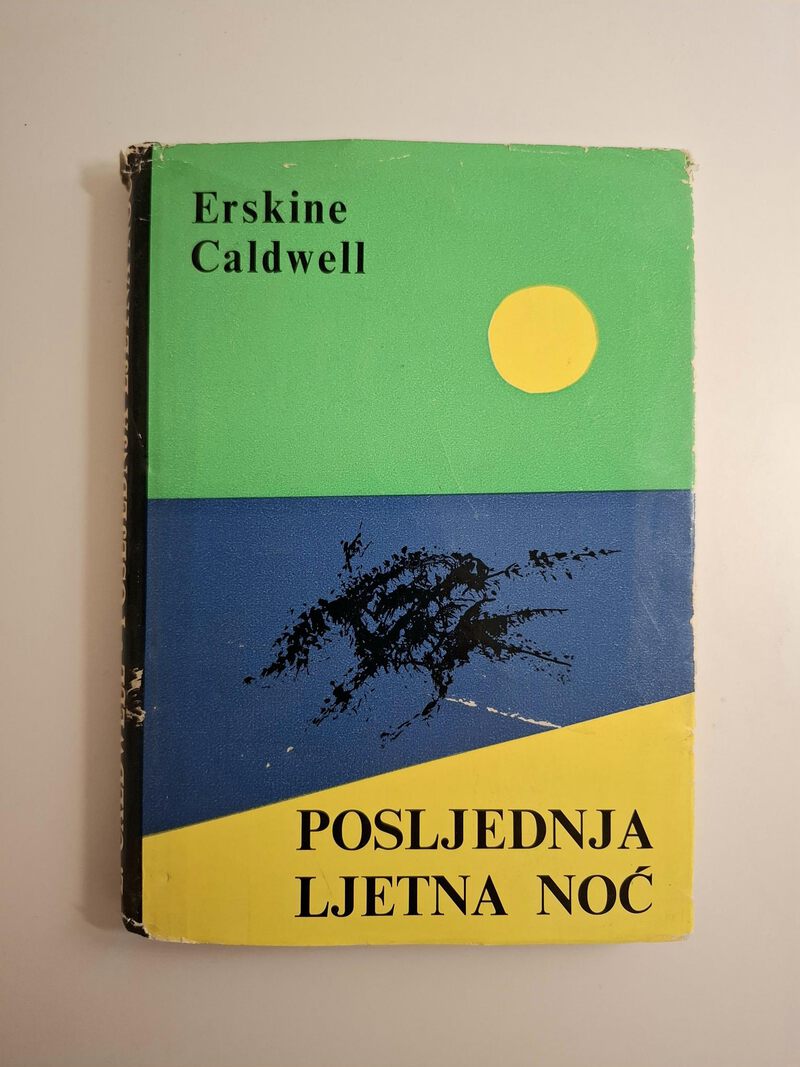 Erskine
Caldwell
POSLJEDNJA
LJETNA NOĆ